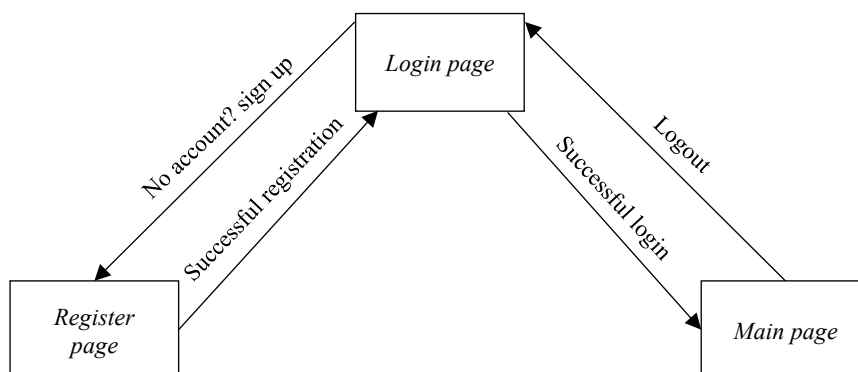 Login page
No account? sign up
Successful registration
Successful login
Logout
Register
page
Main page